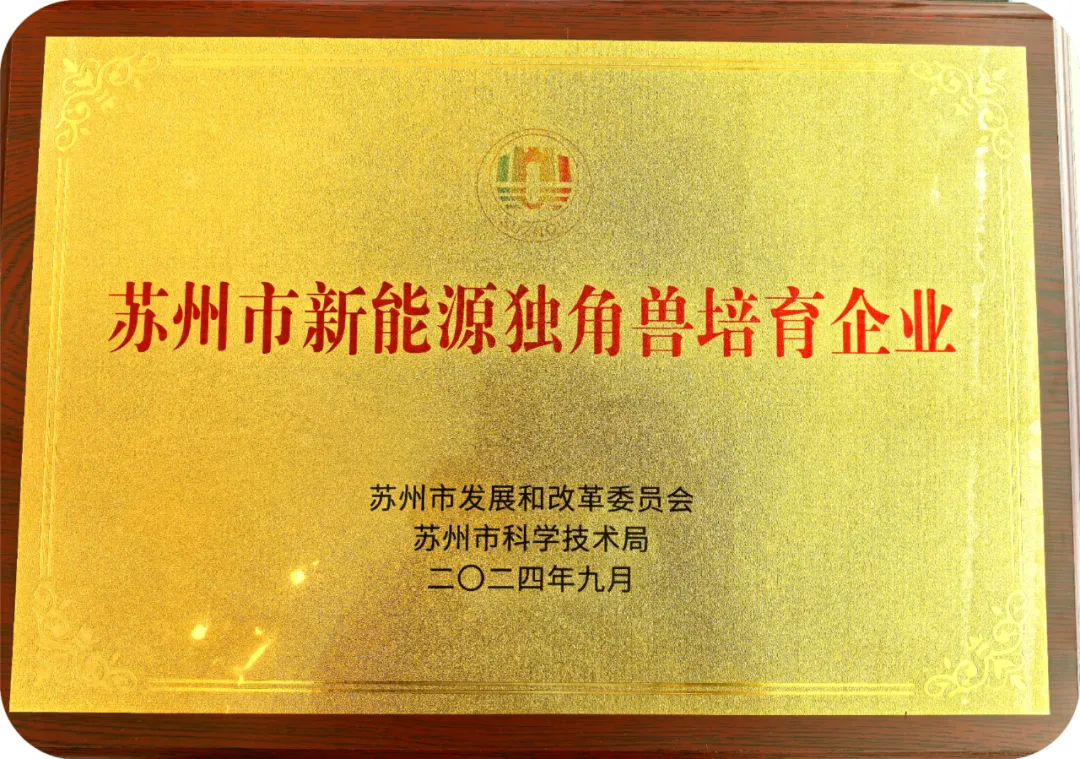 苏州市新能源独角兽培育企业
苏州市发展和改革委员会
苏州市科学技术局
二〇二四年九月